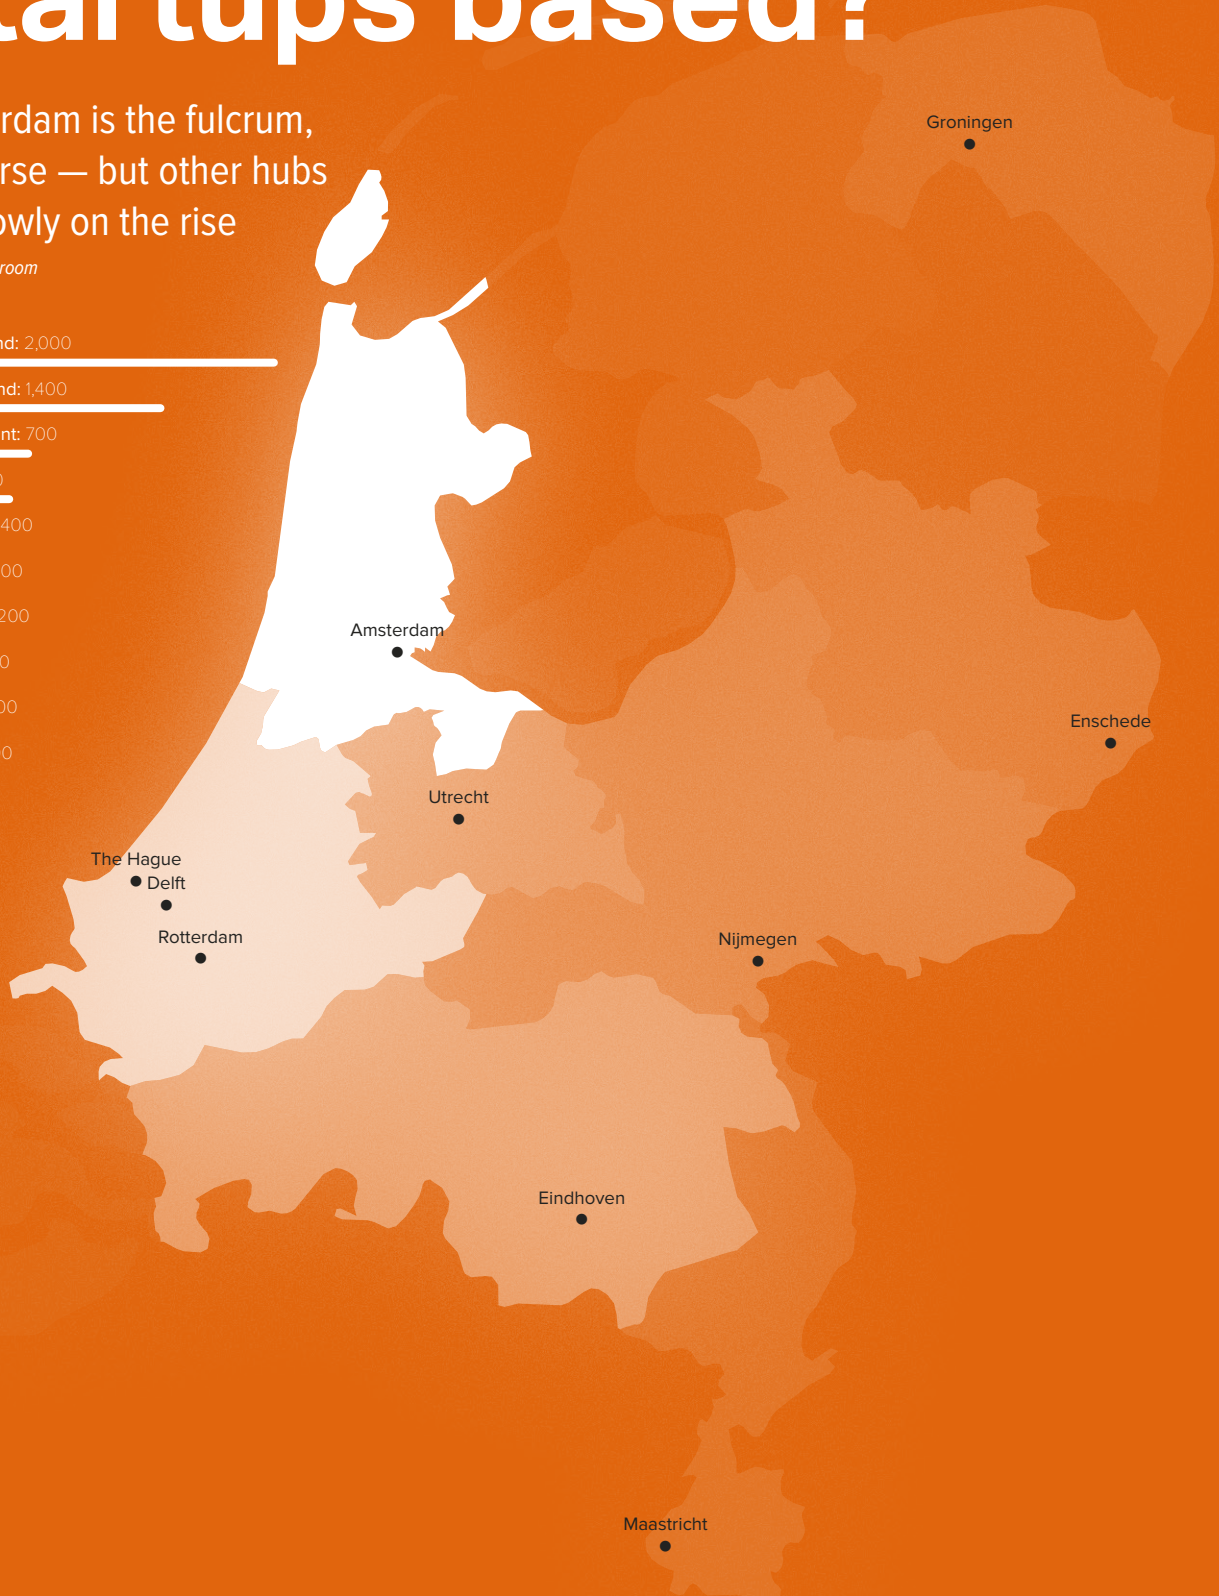 tartups based?
rdam is the fulcrum,
rse — but other hubs
owly on the rise
room
nd: 2,000
nd: 1,400
nt: 700
0
400
00
200
0
00
0
Groningen
Amsterdam
Enschede
Utrecht
The Hague
Delft
Rotterdam
Nijmegen
Eindhoven
Maastricht